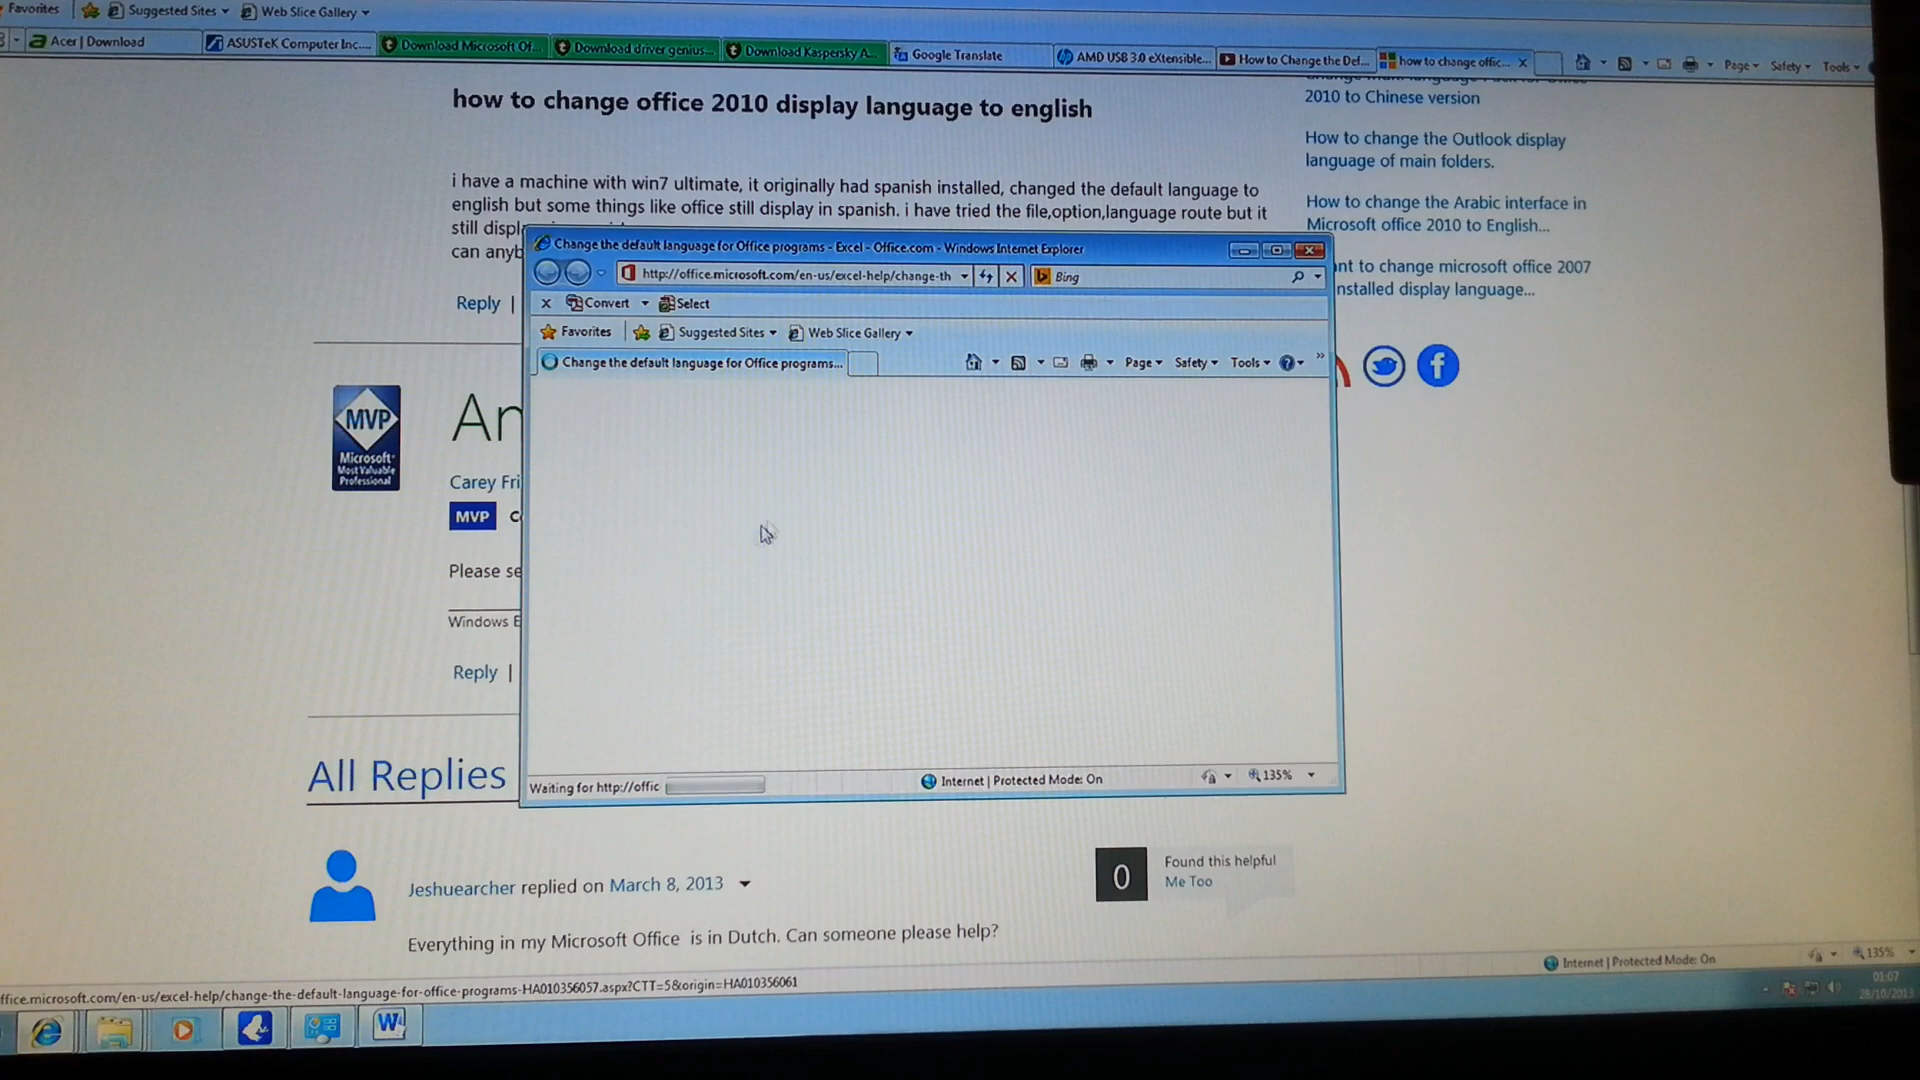 Favorites Suggested Sites Web Slice Gallery
Acer | Download ASUSTeK Computer Inc.... Download Microsoft Of... Download driver genius... Download Kaspersky A... Google Translate AMD USB 3.0 eXtensible... How to Change the Def... how to change offic... X Page Safety Tools
2010 to Chinese version
how to change office 2010 display language to english
How to change the Outlook display
language of main folders.
i have a machine with win7 ultimate, it originally had spanish installed, changed the default language to
english but some things like office still display in spanish. i have tried the file,option,language route but it
still displ
can anyb
How to change the Arabic interface in
Microsoft office 2010 to English...
nt to change microsoft office 2007
nstalled display language...
Reply |
Change the default language for Office programs - Excel - Office.com - Windows Internet Explorer
http://office.microsoft.com/en-us/excel-help/change-th Bing
x Convert Select
Favorites Suggested Sites Web Slice Gallery
Change the default language for Office programs... Page Safety Tools
f
MVP
Microsoft
Most Valuable
Professional
An
Carey Fri
MVP C
Please se
Windows E
Reply |
Waiting for http://offic Internet | Protected Mode: On 135%
All Replies
Jeshuearcher replied on March 8, 2013
0
Found this helpful
Me Too
Everything in my Microsoft Office is in Dutch. Can someone please help?
Internet | Protected Mode: On 135%
ffice.microsoft.com/en-us/excel-help/change-the-default-language-for-office-programs-HA010356057.aspx?CTT=5&origin=HA010356061
01:07
28/10/2013
W